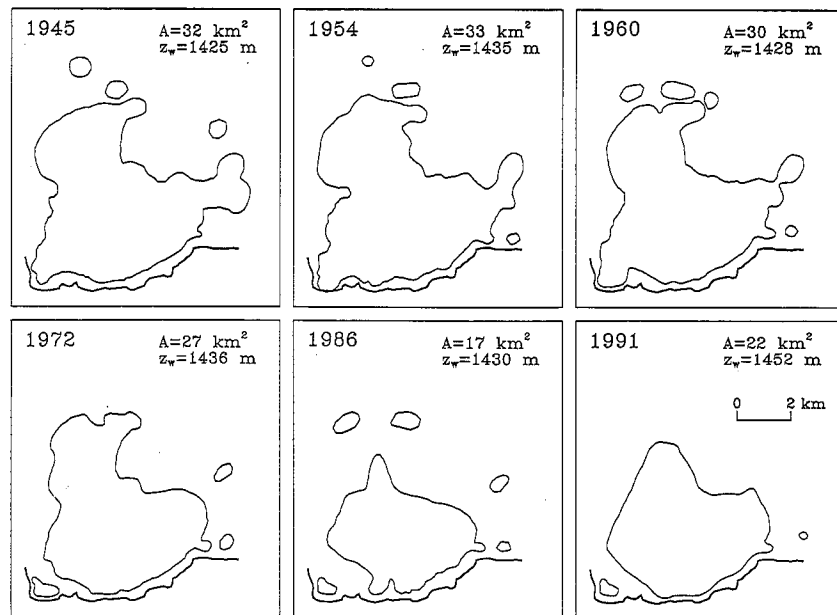 1945
A=32 km²
z_w=1425 m
1954
A=33 km²
z_w=1435 m
1960
A=30 km²
z_w=1428 m
1972
A=27 km²
z_w=1436 m
1986
A=17 km²
z_w=1430 m
1991
A=22 km²
z_w=1452 m
0 2 km